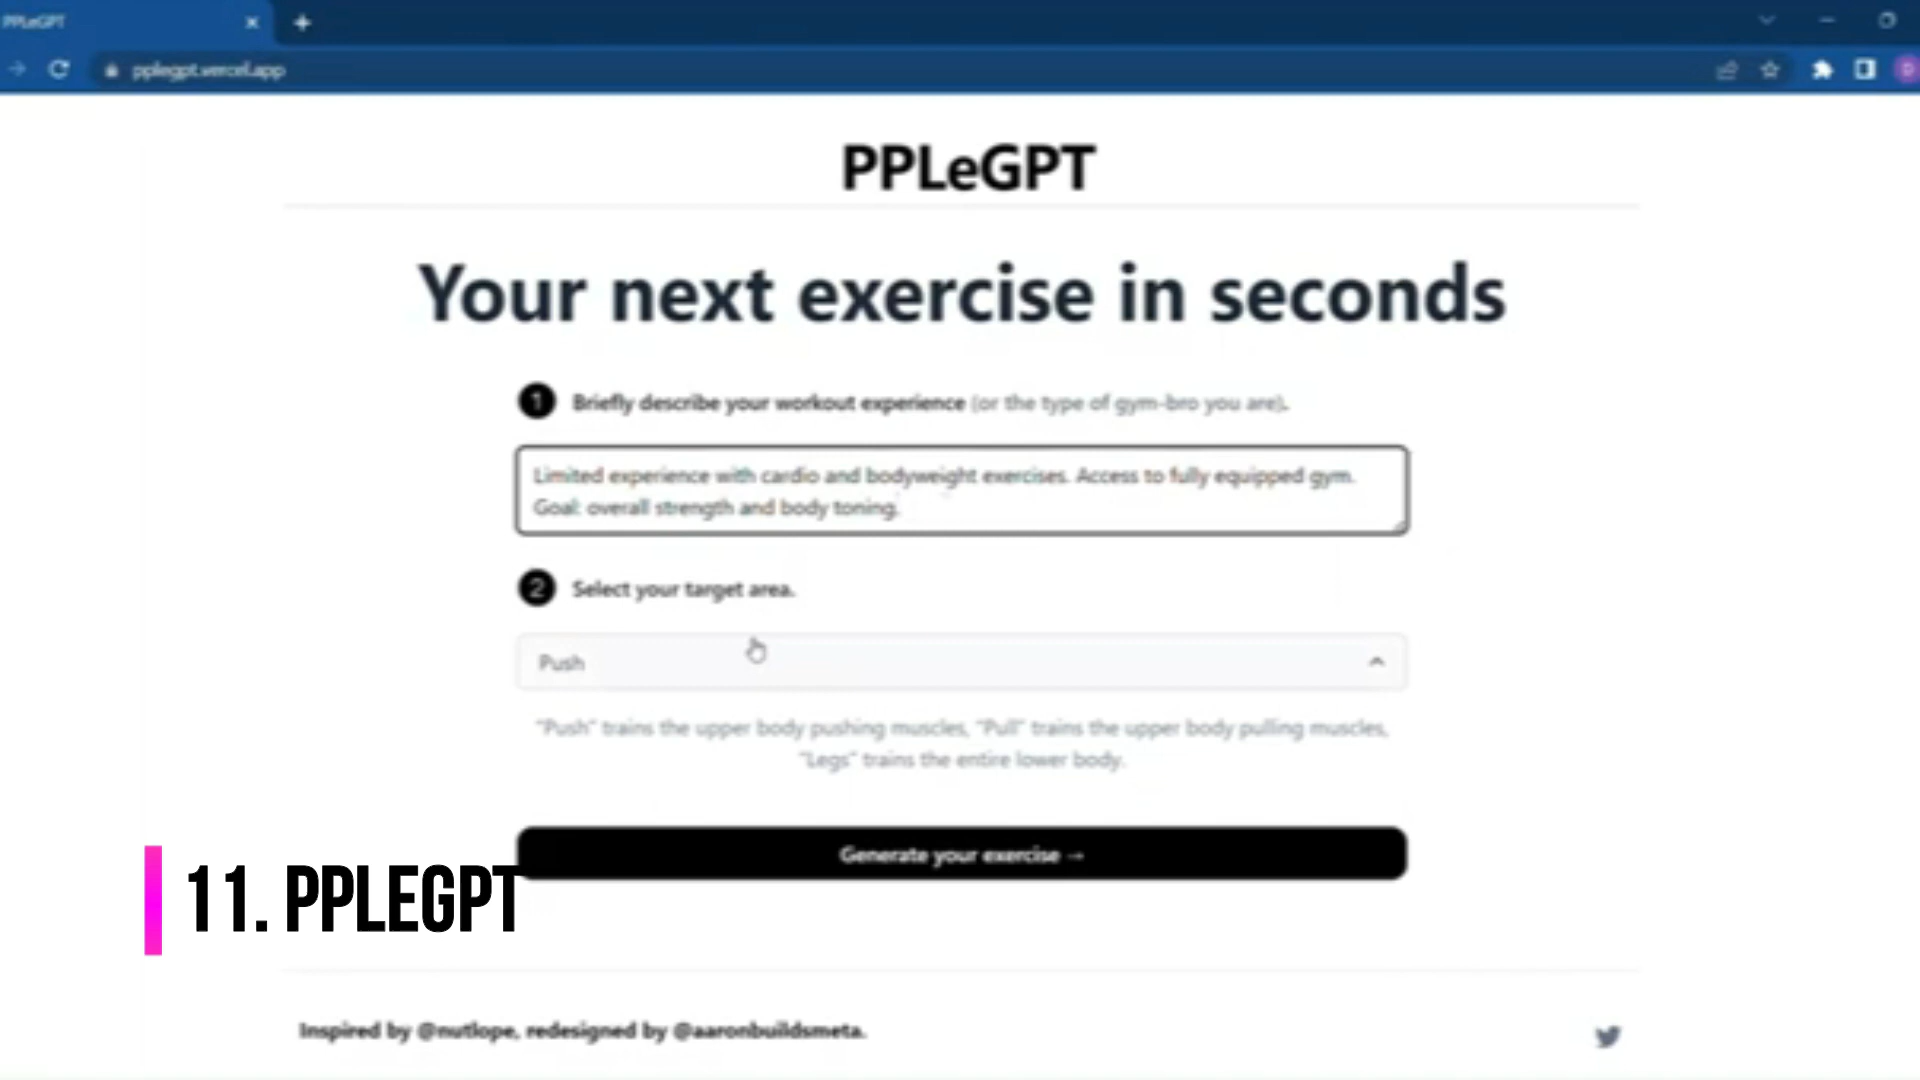 PPLeGPT
pplegpt.vercel.app
PPLeGPT
Your next exercise in seconds
1 Briefly describe your workout experience (or the type of gym-bro you are).
Limited experience with cardio and bodyweight exercises. Access to fully equipped gym.
Goal: overall strength and body toning.
2 Select your target area.
Push
"Push" trains the upper body pushing muscles, "Pull" trains the upper body pulling muscles,
"Legs" trains the entire lower body.
Generate your exercise →
11. PPLEGPT
Inspired by @nutlope, redesigned by @aaronbuildsmeta.